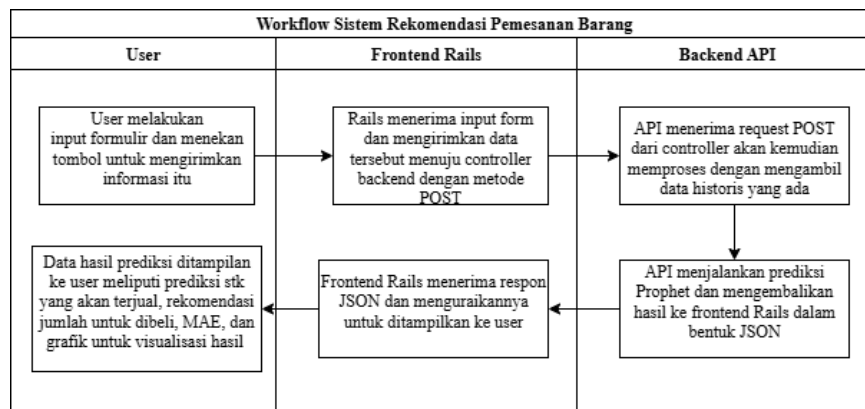 Workflow Sistem Rekomendasi Pemesanan Barang
User
Frontend Rails
Backend API
User melakukan
input formulir dan menekan
tombol untuk mengirimkan
informasi itu
Rails menerima input form
dan mengirimkan data
tersebut menuju controller
backend dengan metode
POST
API menerima request POST
dari controller akan kemudian
memproses dengan mengambil
data historis yang ada
Data hasil prediksi ditampilan
ke user meliputi prediksi stk
yang akan terjual, rekomendasi
jumlah untuk dibeli, MAE, dan
grafik untuk visualisasi hasil
Frontend Rails menerima respon
JSON dan menguraikannya
untuk ditampilkan ke user
API menjalankan prediksi
Prophet dan mengembalikan
hasil ke frontend Rails dalam
bentuk JSON